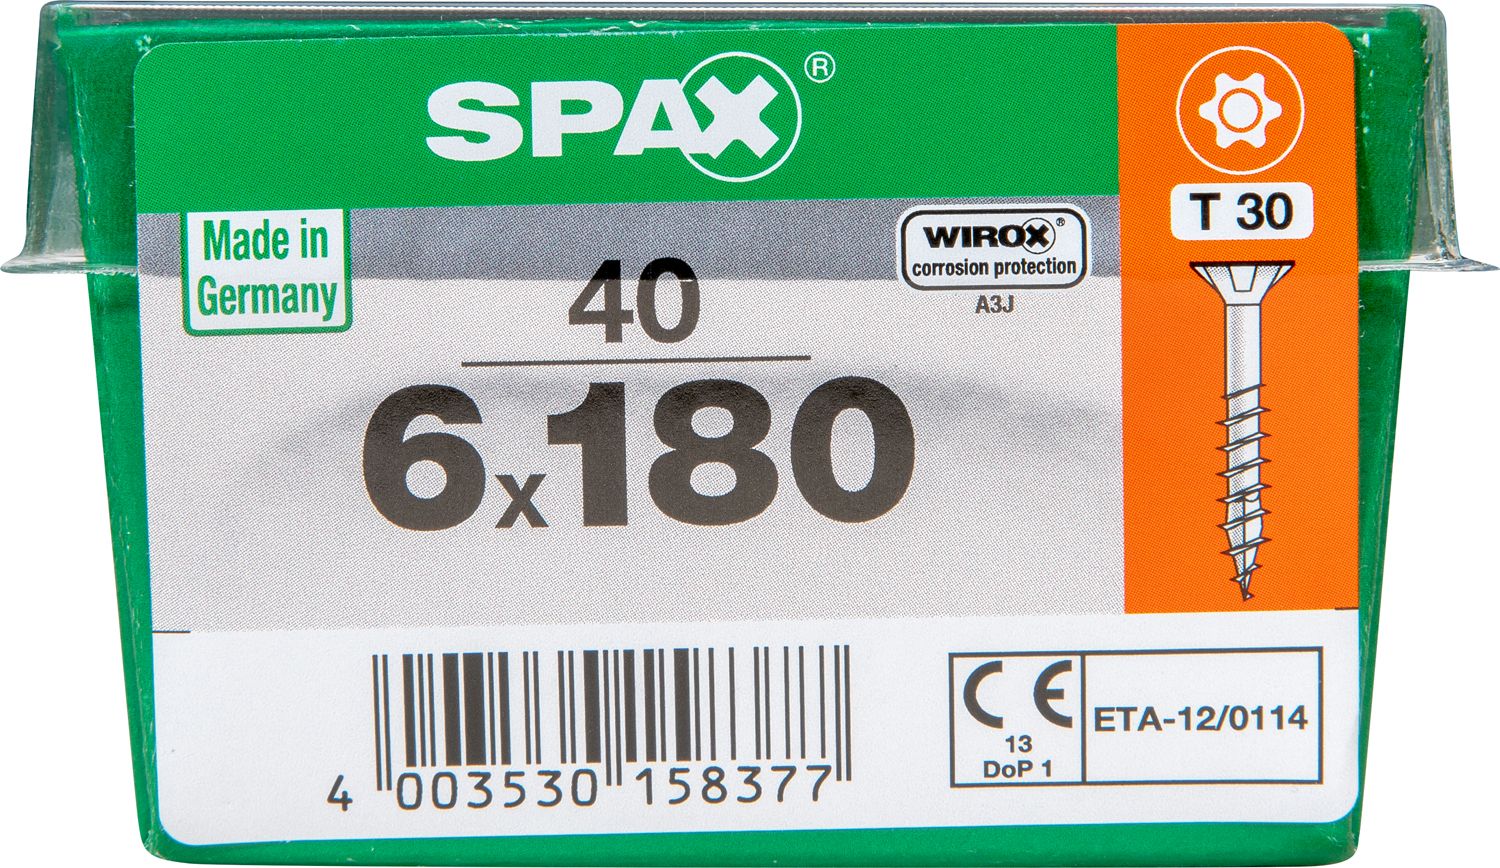 SPAX®
T 30
Made in
Germany
WIROX®
corrosion protection
A3J
40
6x180
4 003530 158377
CE
13
DoP 1
ETA-12/0114